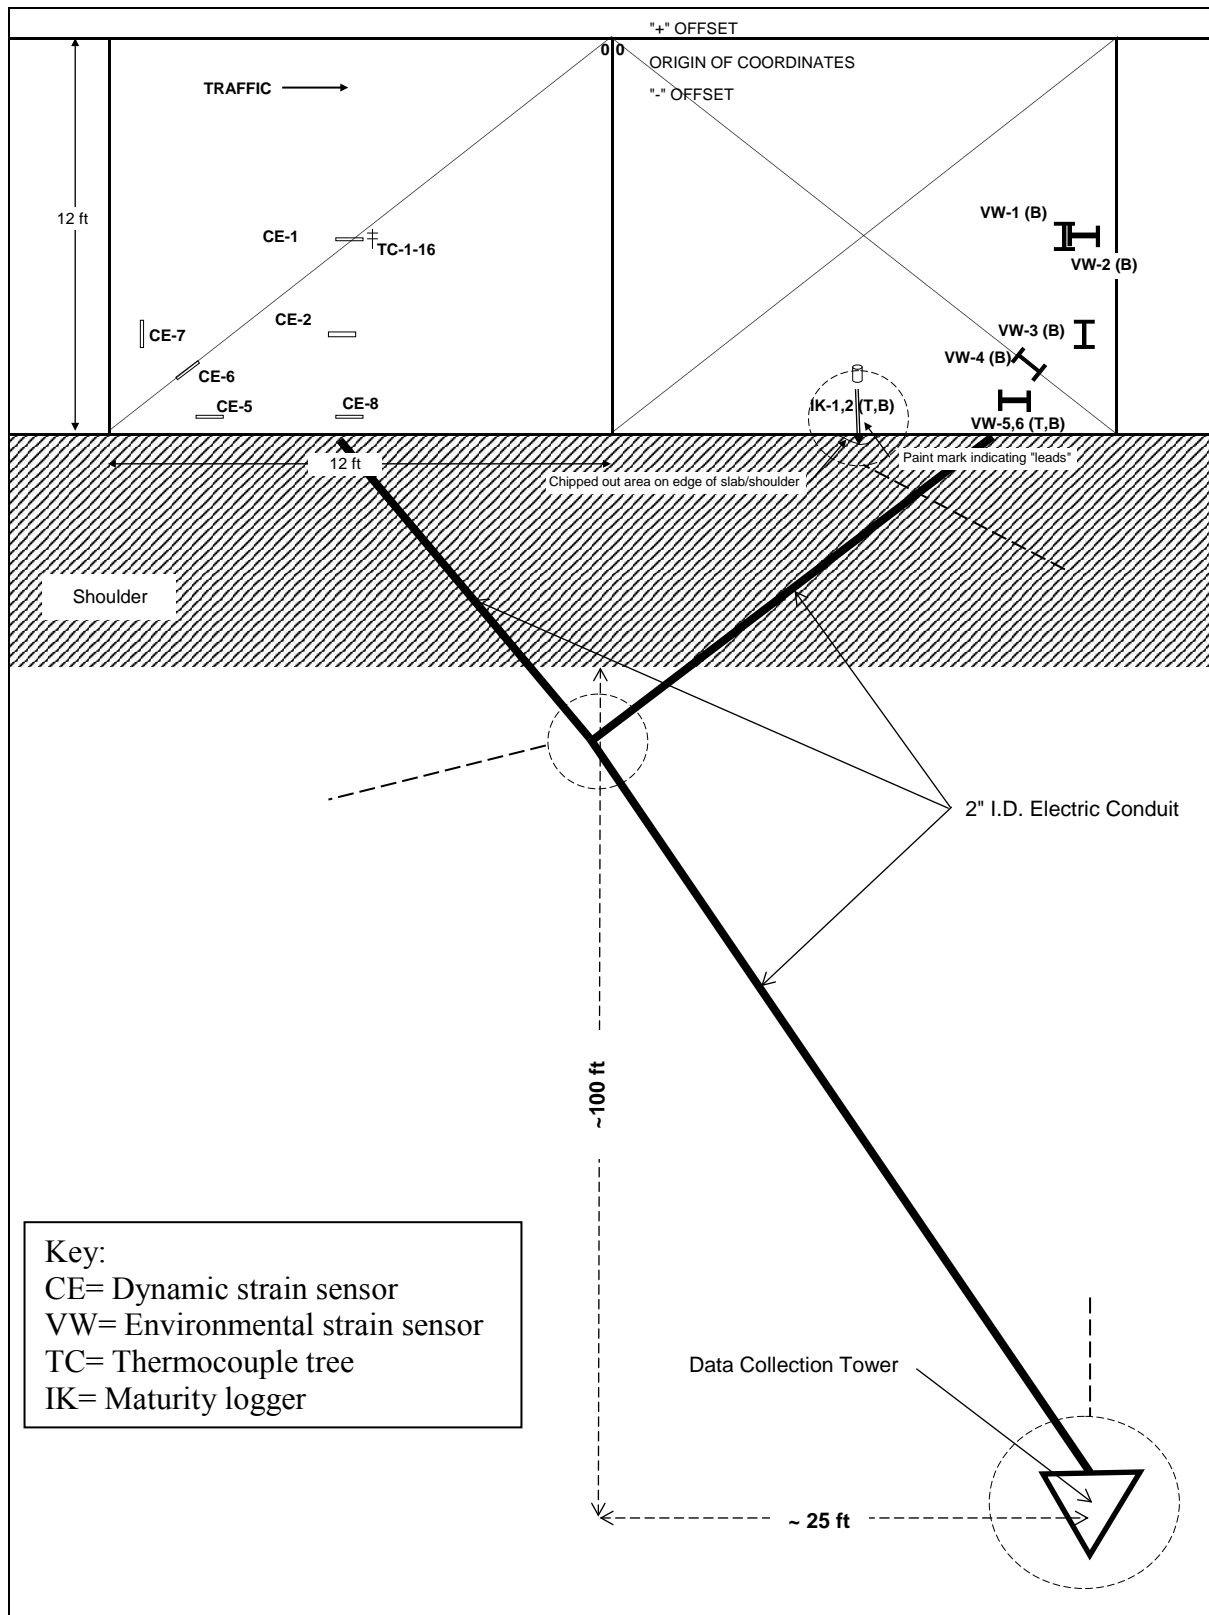 "+" OFFSET
0 0
ORIGIN OF COORDINATES
TRAFFIC
"-" OFFSET
12 ft
CE-1
TC-1-16
VW-1 (B)
VW-2 (B)
CE-7
CE-2
VW-3 (B)
CE-6
VW-4 (B)
CE-5
CE-8
IK-1,2 (T,B)
VW-5,6 (T,B)
12 ft
Paint mark indicating "leads"
Chipped out area on edge of slab/shoulder
Shoulder
2" I.D. Electric Conduit
~100 ft
Key:
CE= Dynamic strain sensor
VW= Environmental strain sensor
TC= Thermocouple tree
IK= Maturity logger
Data Collection Tower
~ 25 ft